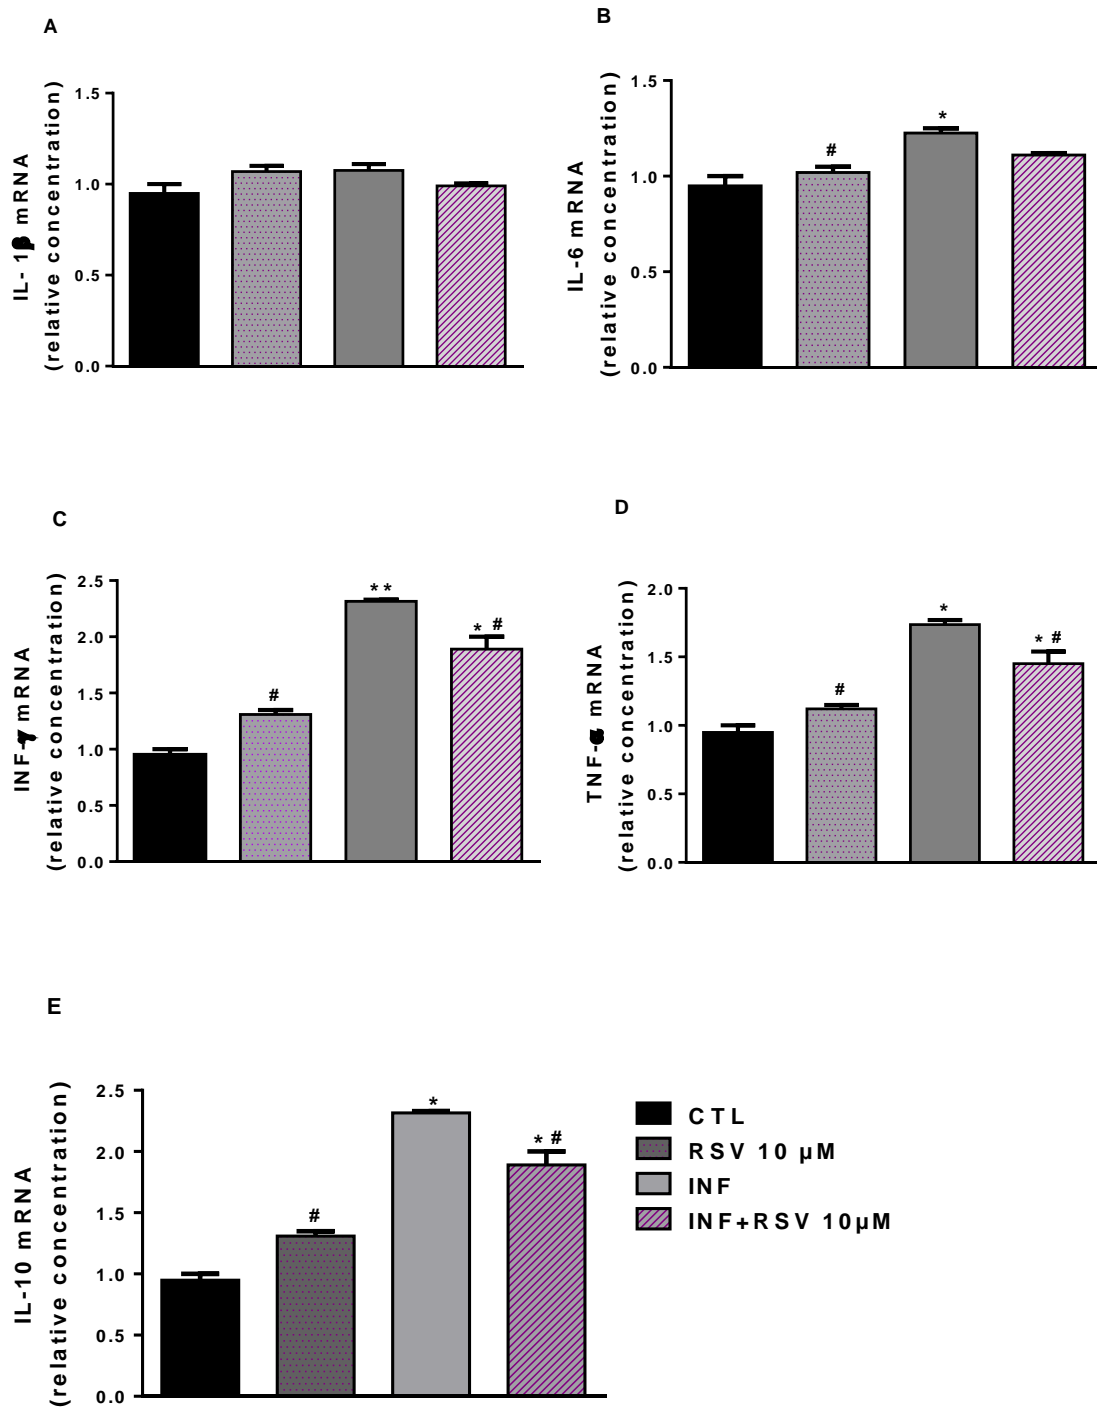 A
IL-1β mRNA
(relative concentration)
1.5
1.0
0.5
0.0
B
IL-6 mRNA
(relative concentration)
1.5
1.0
0.5
0.0
#
*
C
INF-γ mRNA
(relative concentration)
2.5
2.0
1.5
1.0
0.5
0.0
#
**
* #
D
TNF-α mRNA
(relative concentration)
2.0
1.5
1.0
0.5
0.0
#
*
* #
E
IL-10 mRNA
(relative concentration)
2.5
2.0
1.5
1.0
0.5
0.0
#
*
* #
CTL
RSV 10 µM
INF
INF+RSV 10µM